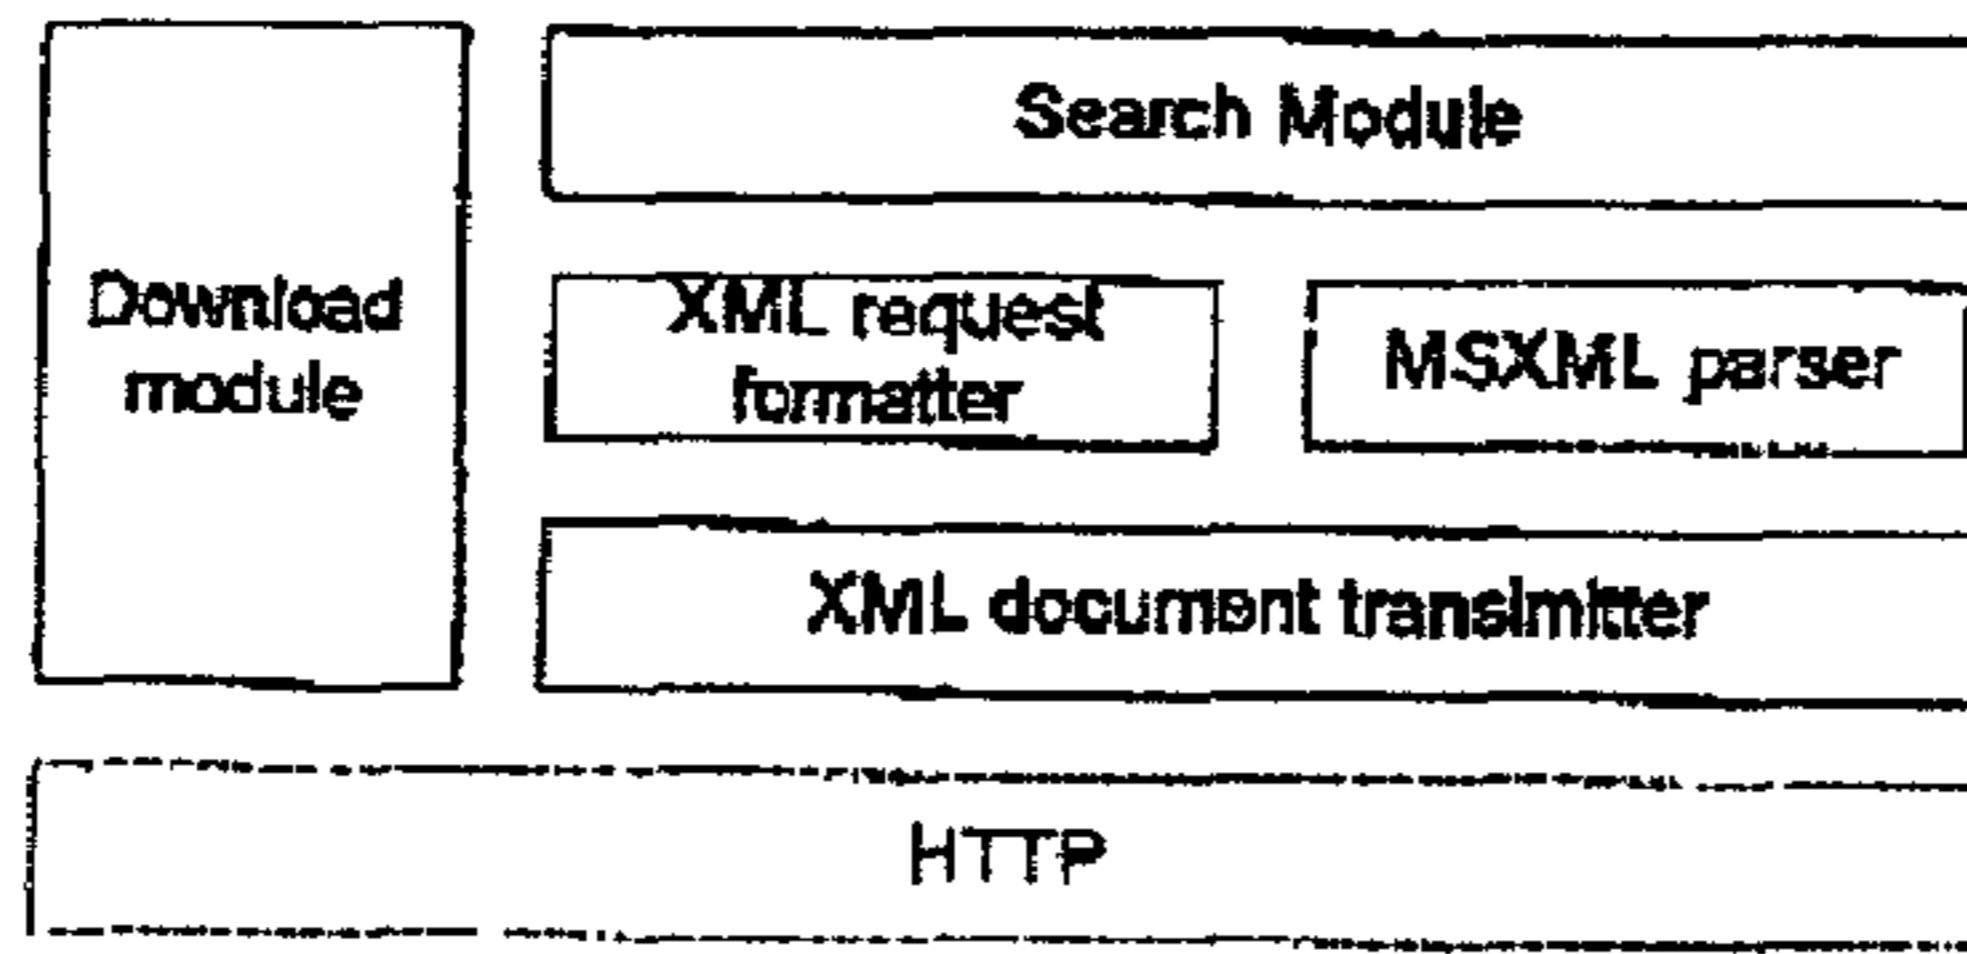 Search Module
Download
module
XML request
formatter
MSXML parser
XML document transImitter
HTTP